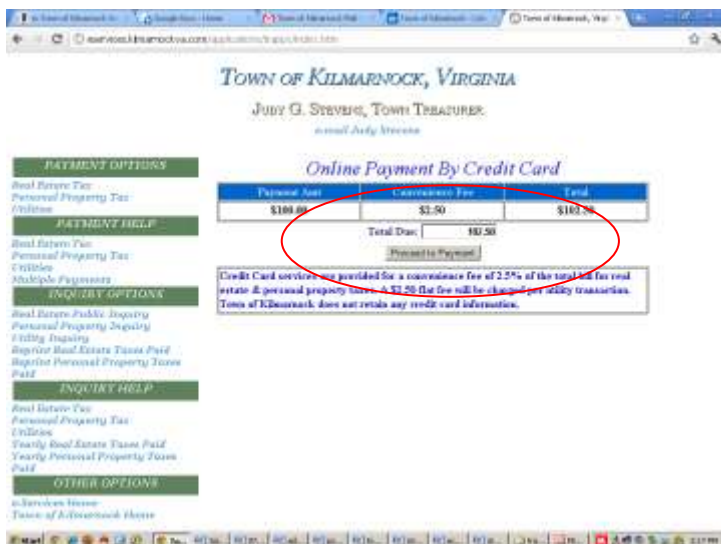 Town of Kilmarnock, Virginia
Judy G. Stevens, Town Treasurer
e-mail Judy Stevens
PAYMENT OPTIONS
Real Estate Tax
Personal Property Tax
Utilities
PAYMENT HELP
Real Estate Tax
Personal Property Tax
Utilities
Multiple Payments
INQUIRY OPTIONS
Real Estate Public Inquiry
Personal Property Inquiry
Utility Inquiry
Reprint Real Estate Taxes Paid
Reprint Personal Property Taxes
Paid
INQUIRY HELP
Real Estate Tax
Personal Property Tax
Utilities
Yearly Real Estate Taxes Paid
Yearly Personal Property Taxes
Paid
OTHER OPTIONS
e-Services Home
Town of Kilmarnock Home
Online Payment By Credit Card
Payment Amt Convenience Fee Total
$100.00 $2.50 $102.50
Total Due: 102.50
Proceed to Payment
Credit Card services are provided for a convenience fee of 2.5% of the total bill for real
estate & personal property taxes. A $2.50 flat fee will be charged per utility transaction.
Town of Kilmarnock does not retain any credit card information.